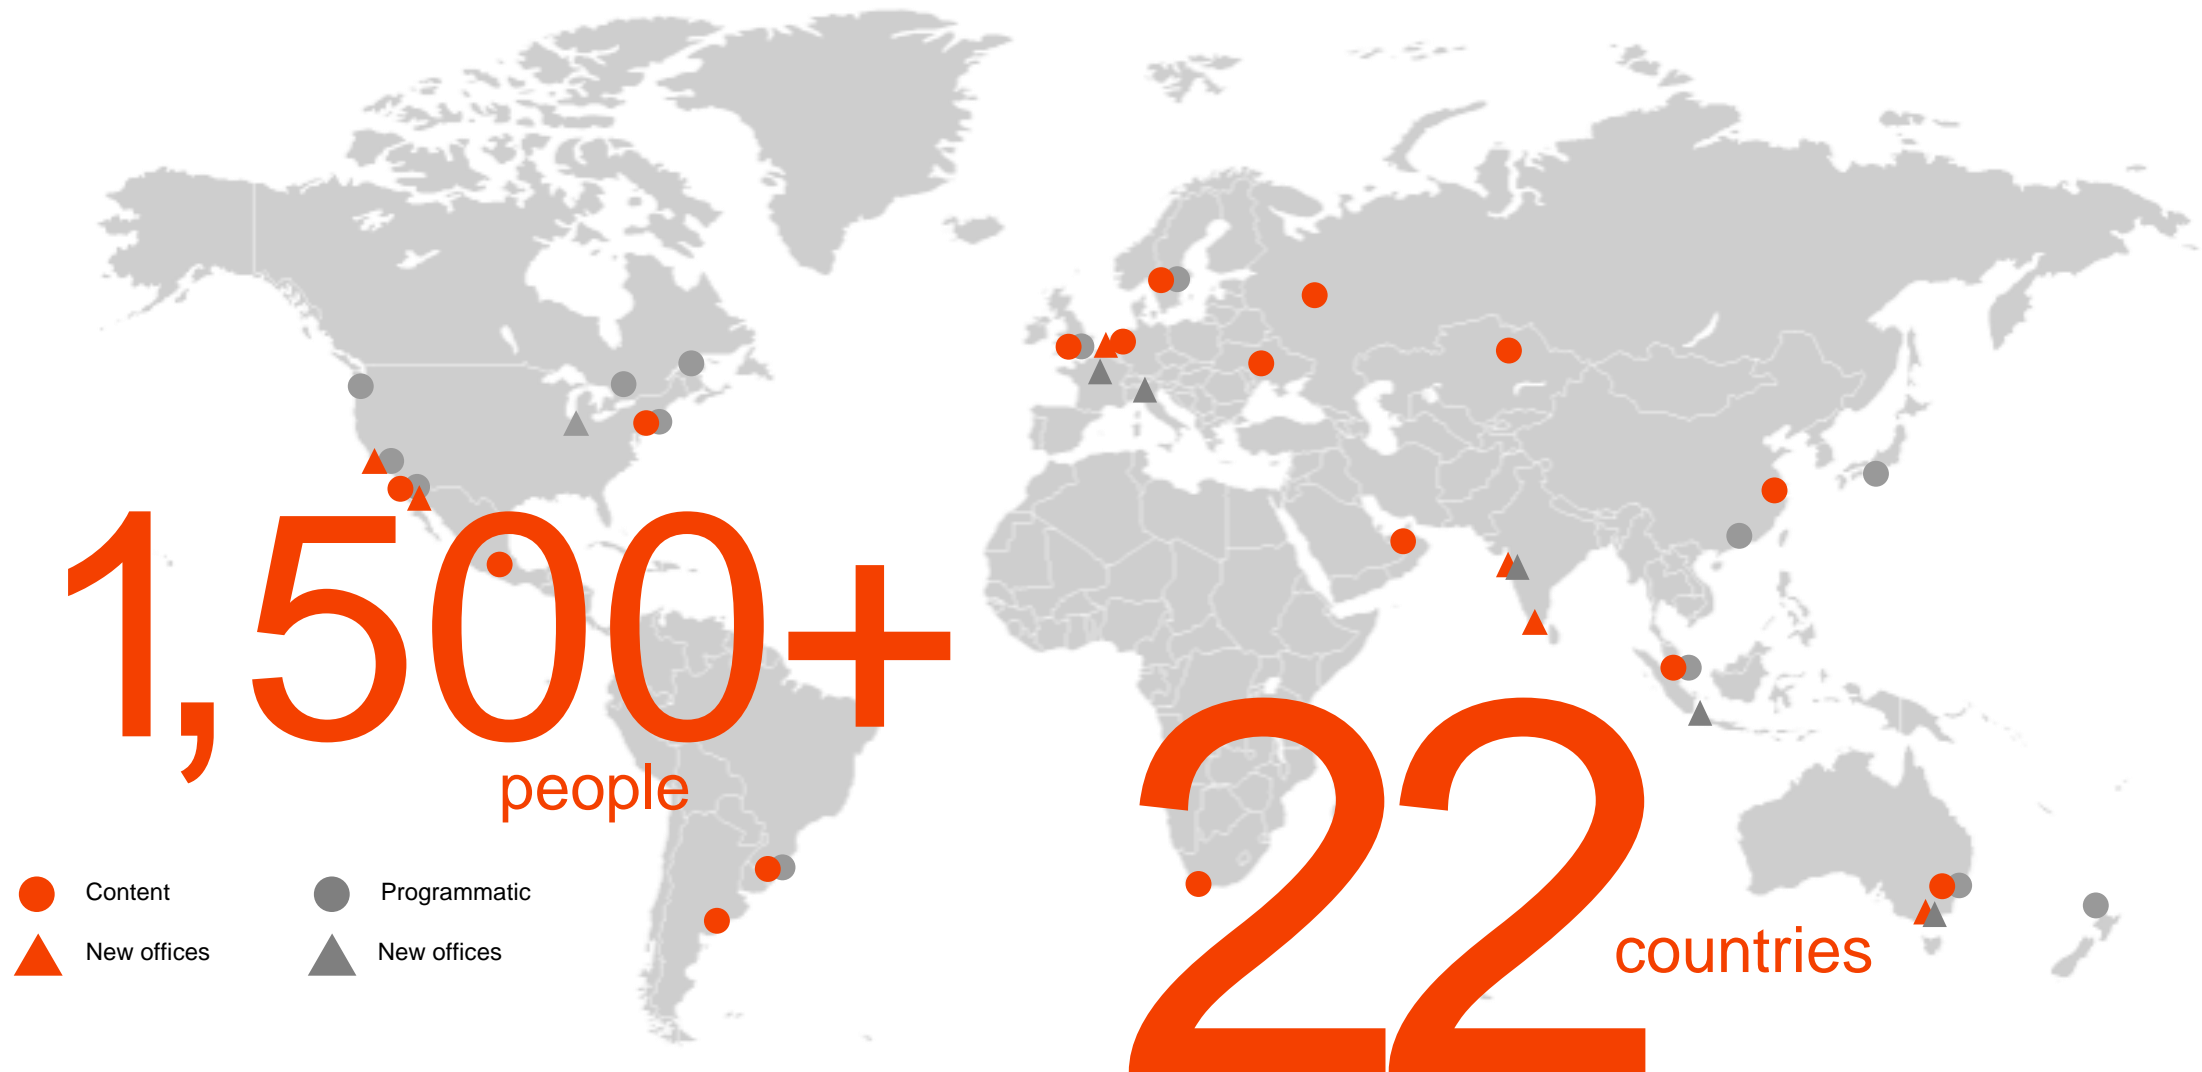 1,500+
people
22
countries
Content
Programmatic
New offices
New offices